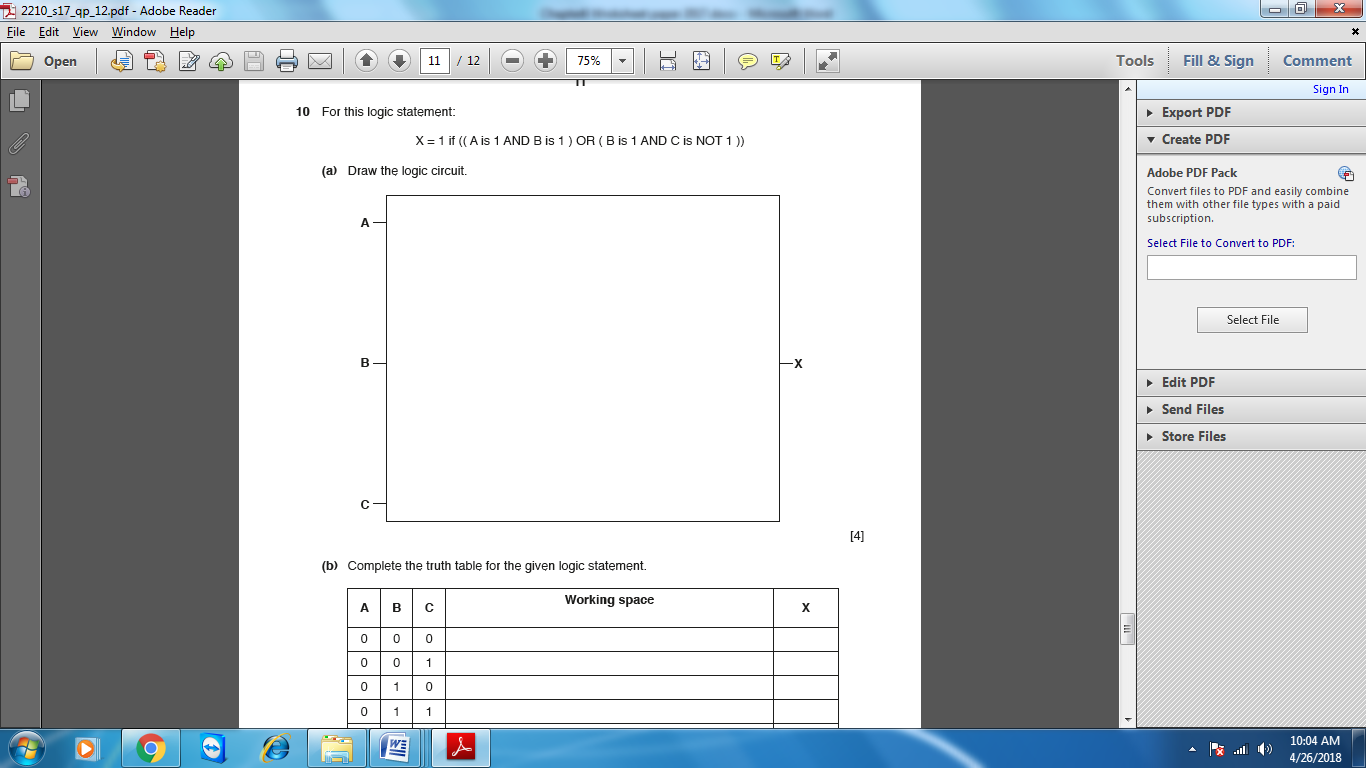 2210_s17_qp_12.pdf - Adobe Reader
File Edit View Window Help
Open 11 / 12 75% Tools Fill & Sign Comment
Sign In
Export PDF
Create PDF
Adobe PDF Pack
Convert files to PDF and easily combine
them with other file types with a paid
subscription.
Select File to Convert to PDF:
Select File
Edit PDF
Send Files
Store Files
10 For this logic statement:
X = 1 if (( A is 1 AND B is 1 ) OR ( B is 1 AND C is NOT 1 ))
(a) Draw the logic circuit.
A
B
X
C
[4]
(b) Complete the truth table for the given logic statement.
A B C Working space X
0 0 0
0 0 1
0 1 0
0 1 1
10:04 AM
4/26/2018